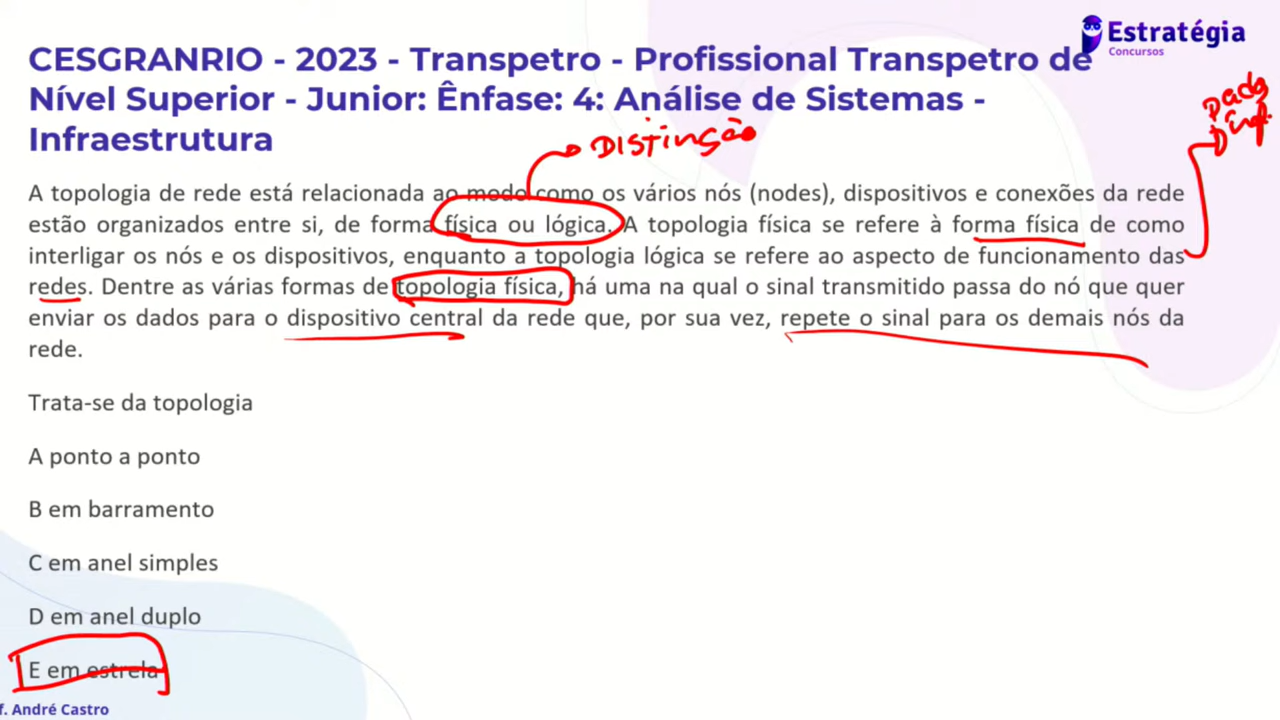 Estratégia
Concursos
CESGRANRIO - 2023 - Transpetro - Profissional Transpetro de
Nível Superior - Junior: Ênfase: 4: Análise de Sistemas -
Infraestrutura
DISTINÇÃO
A topologia de rede está relacionada ao modo como os vários nós (nodes), dispositivos e conexões da rede
estão organizados entre si, de forma física ou lógica. A topologia física se refere à forma física de como
interligar os nós e os dispositivos, enquanto a topologia lógica se refere ao aspecto de funcionamento das
redes. Dentre as várias formas de topologia física, há uma na qual o sinal transmitido passa do nó que quer
enviar os dados para o dispositivo central da rede que, por sua vez, repete o sinal para os demais nós da
rede.
Trata-se da topologia
A ponto a ponto
B em barramento
C em anel simples
D em anel duplo
E em estrela
f. André Castro